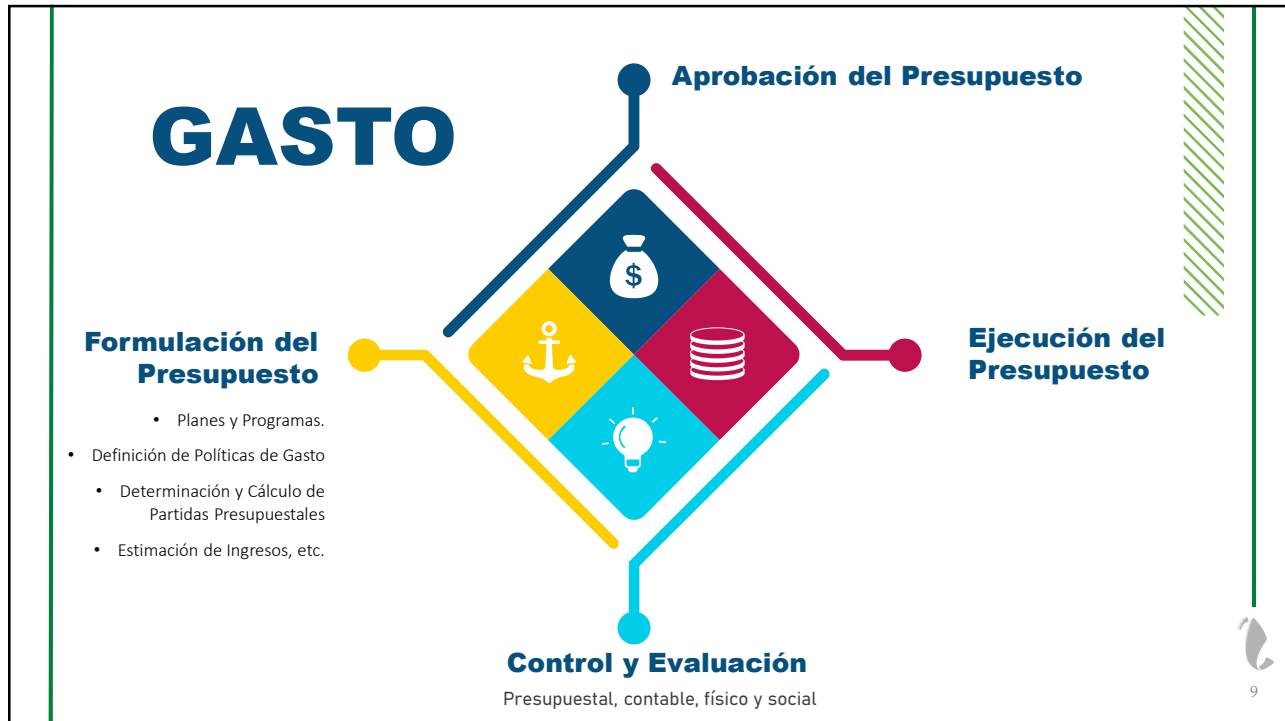 GASTO
Aprobación del Presupuesto
$
Formulación del
Presupuesto
• Planes y Programas.
• Definición de Políticas de Gasto
• Determinación y Cálculo de
Partidas Presupuestales
• Estimación de Ingresos, etc.
Ejecución del
Presupuesto
Control y Evaluación
Presupuestal, contable, físico y social
9